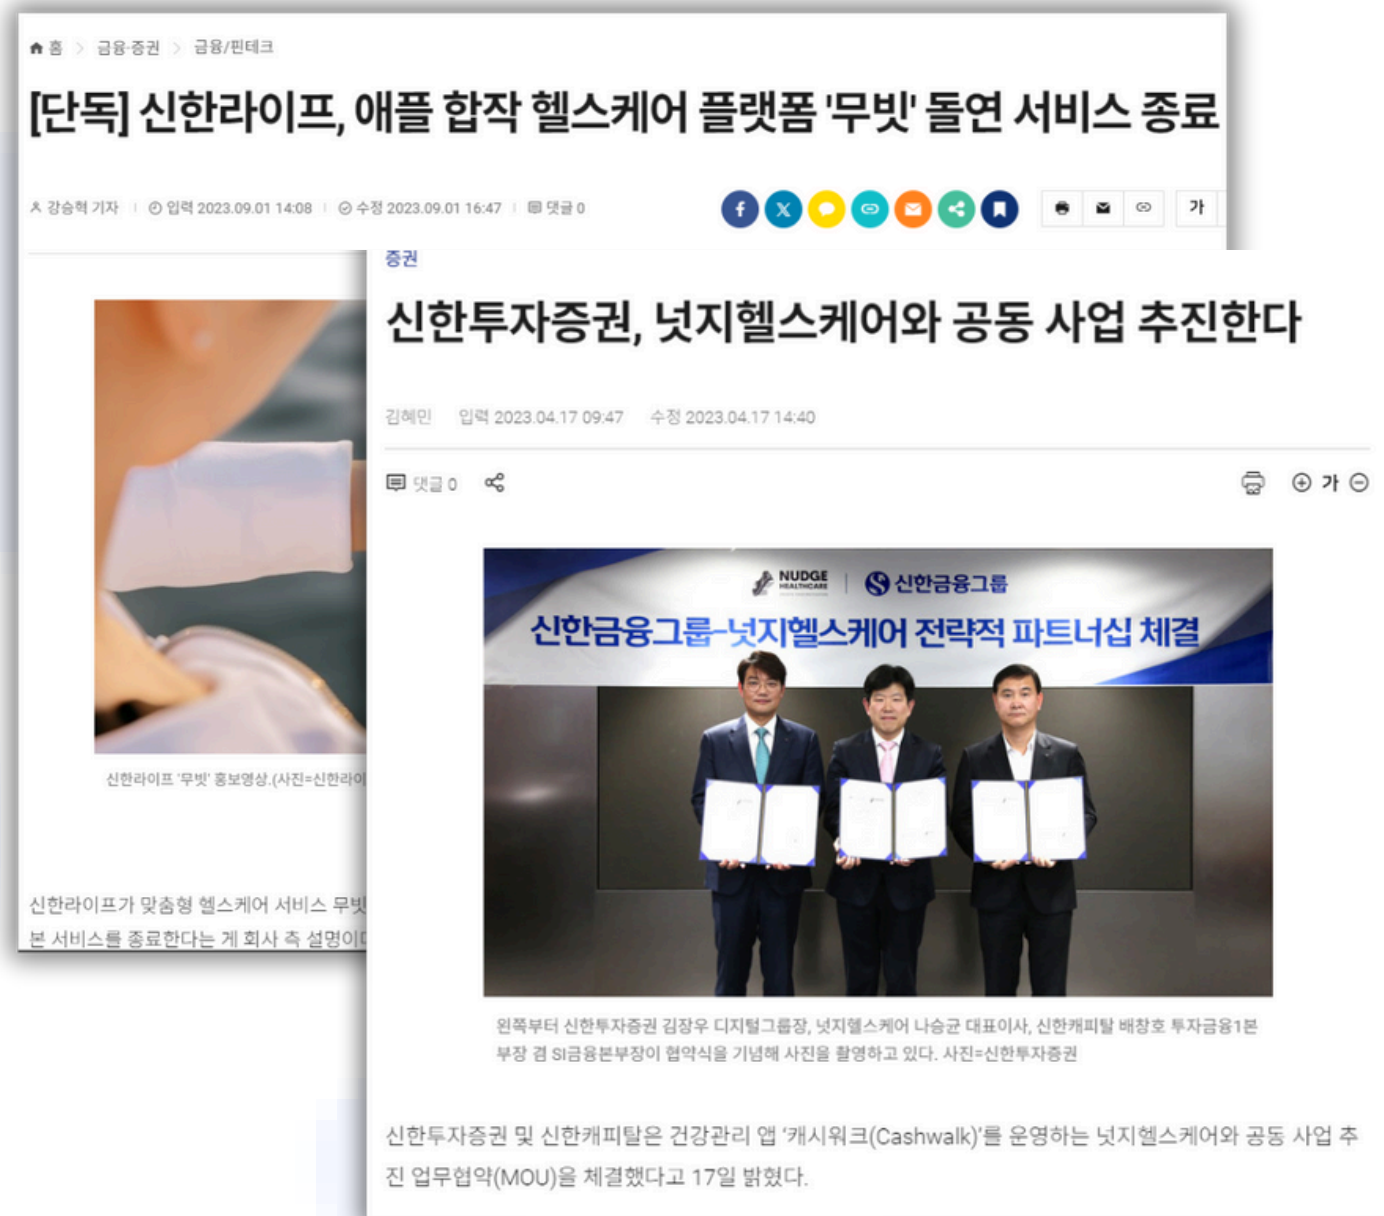 홈 > 금융·증권 > 금융/핀테크
[단독] 신한라이프, 애플 합작 헬스케어 플랫폼 '무빗' 돌연 서비스 종료
강승혁 기자 입력 2023.09.01 14:08 수정 2023.09.01 16:47 댓글 0
가
신한라이프 '무빗' 홍보영상.(사진=신한라이
신한라이프가 맞춤형 헬스케어 서비스 무빗
본 서비스를 종료한다는 게 회사 측 설명이
증권
신한투자증권, 넛지헬스케어와 공동 사업 추진한다
김혜민 입력 2023.04.17 09:47 수정 2023.04.17 14:40
댓글 0
가
NUDGE
HEALTHCARE
신한금융그룹
신한금융그룹-넛지헬스케어 전략적 파트너십 체결
왼쪽부터 신한투자증권 김장우 디지털그룹장, 넛지헬스케어 나승균 대표이사, 신한캐피탈 배창호 투자금융1본
부장 겸 SI금융본부장이 협약식을 기념해 사진을 촬영하고 있다. 사진=신한투자증권
신한투자증권 및 신한캐피탈은 건강관리 앱 '캐시워크(Cashwalk)'를 운영하는 넛지헬스케어와 공동 사업 추
진 업무협약(MOU)을 체결했다고 17일 밝혔다.